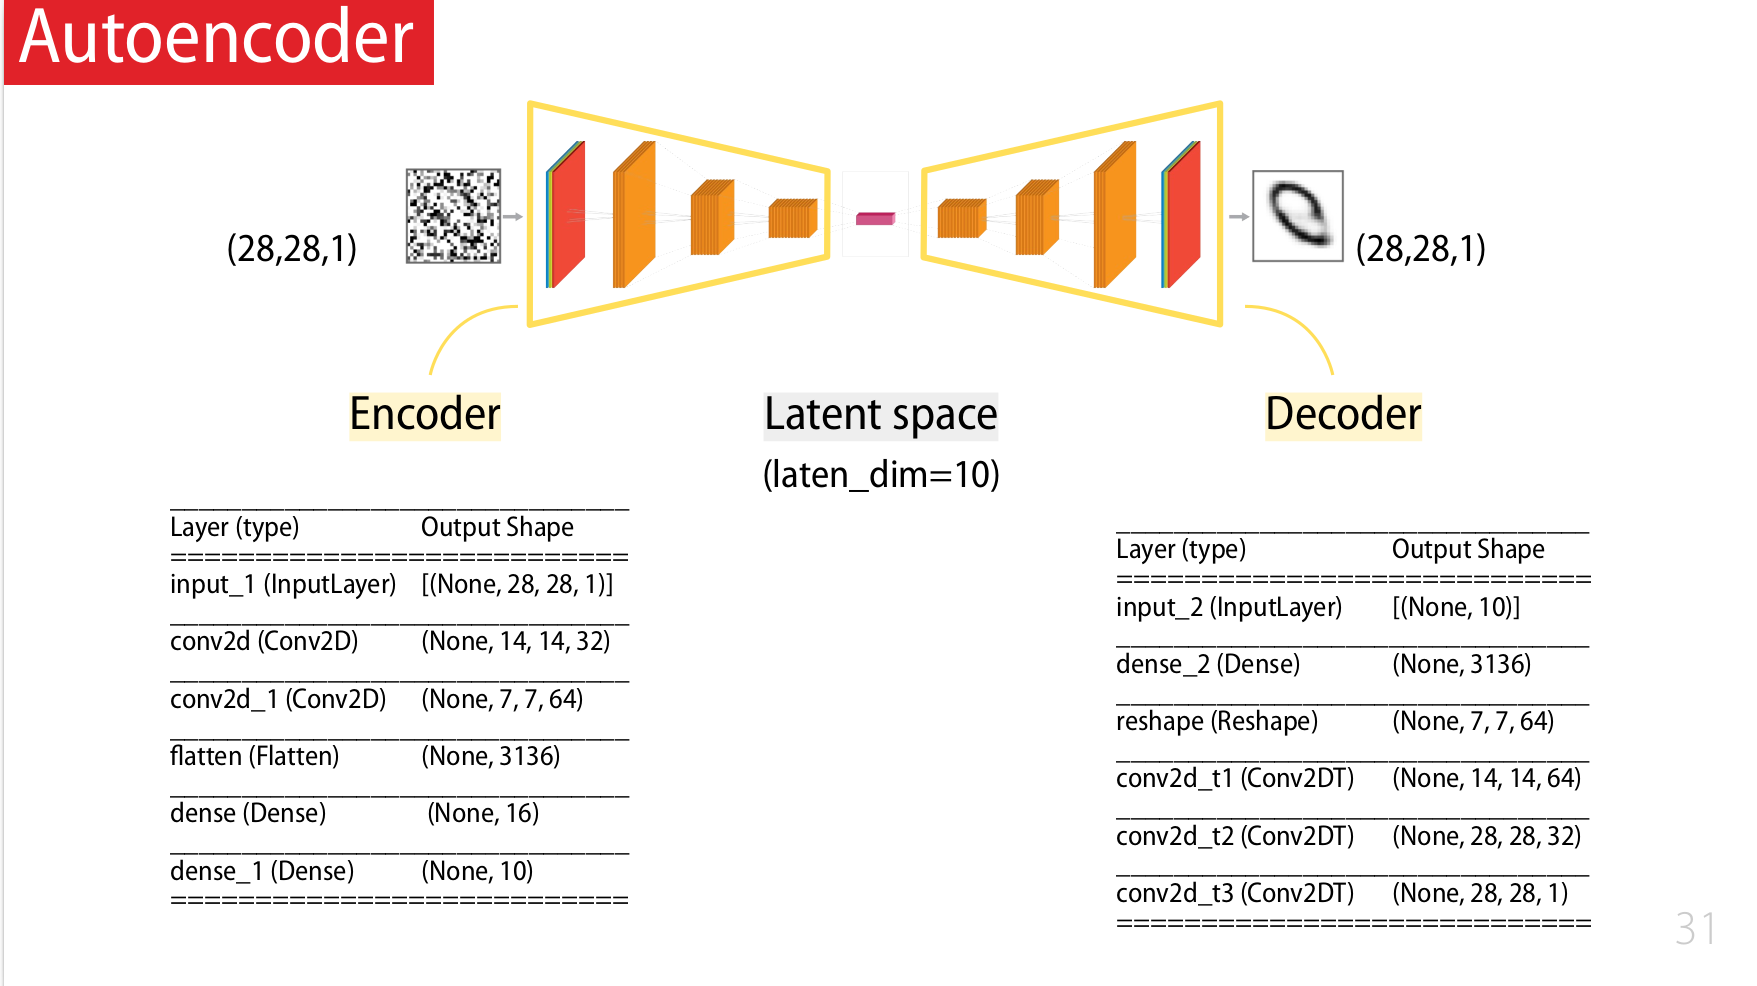 Autoencoder
(28,28,1)
(28,28,1)
Encoder
Latent space
Decoder
(laten_dim=10)
Layer (type) Output Shape
============================
input_1 (InputLayer) [(None, 28, 28, 1)]
conv2d (Conv2D) (None, 14, 14, 32)
conv2d_1 (Conv2D) (None, 7, 7, 64)
flatten (Flatten) (None, 3136)
dense (Dense) (None, 16)
dense_1 (Dense) (None, 10)
============================
Layer (type) Output Shape
=============================
input_2 (InputLayer) [(None, 10)]
dense_2 (Dense) (None, 3136)
reshape (Reshape) (None, 7, 7, 64)
conv2d_t1 (Conv2DT) (None, 14, 14, 64)
conv2d_t2 (Conv2DT) (None, 28, 28, 32)
conv2d_t3 (Conv2DT) (None, 28, 28, 1)
=============================
31